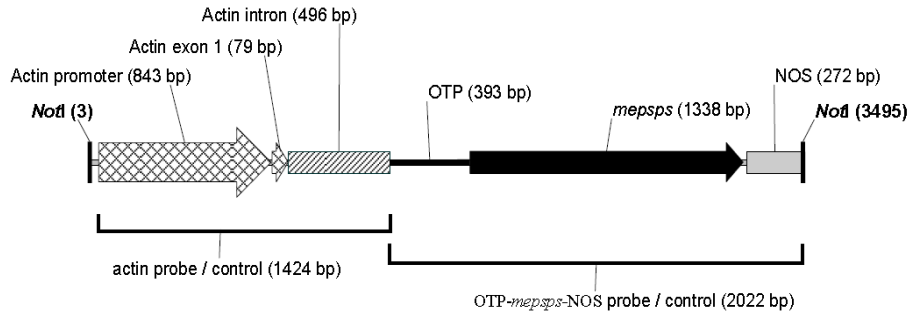 Actin intron (496 bp)
Actin exon 1 (79 bp)
Actin promoter (843 bp)
NotI (3)
OTP (393 bp)
mepsps (1338 bp)
NOS (272 bp)
NotI (3495)
actin probe / control (1424 bp)
OTP-mepsps-NOS probe / control (2022 bp)